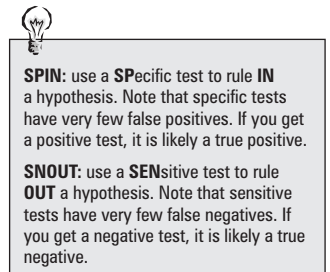 SPIN: use a SPecific test to rule IN
a hypothesis. Note that specific tests
have very few false positives. If you get
a positive test, it is likely a true positive.
SNOUT: use a SENsitive test to rule
OUT a hypothesis. Note that sensitive
tests have very few false negatives. If
you get a negative test, it is likely a true
negative.